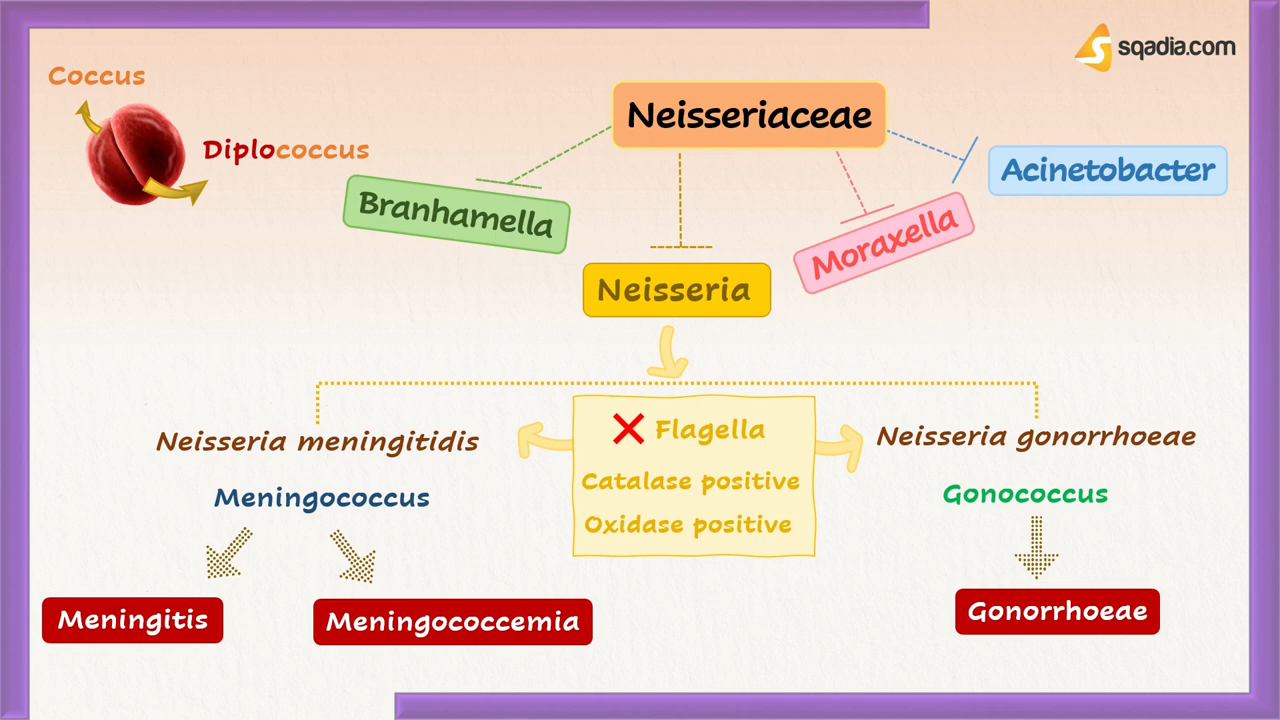 sqadia.com
Coccus
Diplococcus
Neisseriaceae
Branhamella
Neisseria
Moraxella
Acinetobacter
Neisseria meningitidis
Meningococcus
Meningitis
Meningococcemia
Flagella
Catalase positive
Oxidase positive
Neisseria gonorrhoeae
Gonococcus
Gonorrhoeae